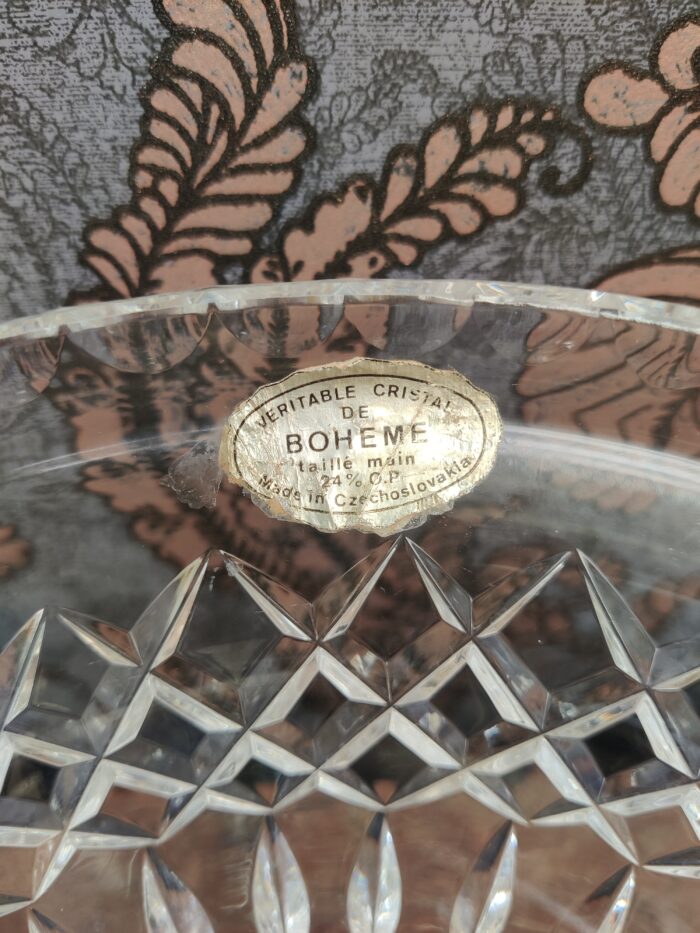 VERITABLE CRISTAL
DE
BOHEME
taillé main
24% O.P.
Made in Czechoslovakia